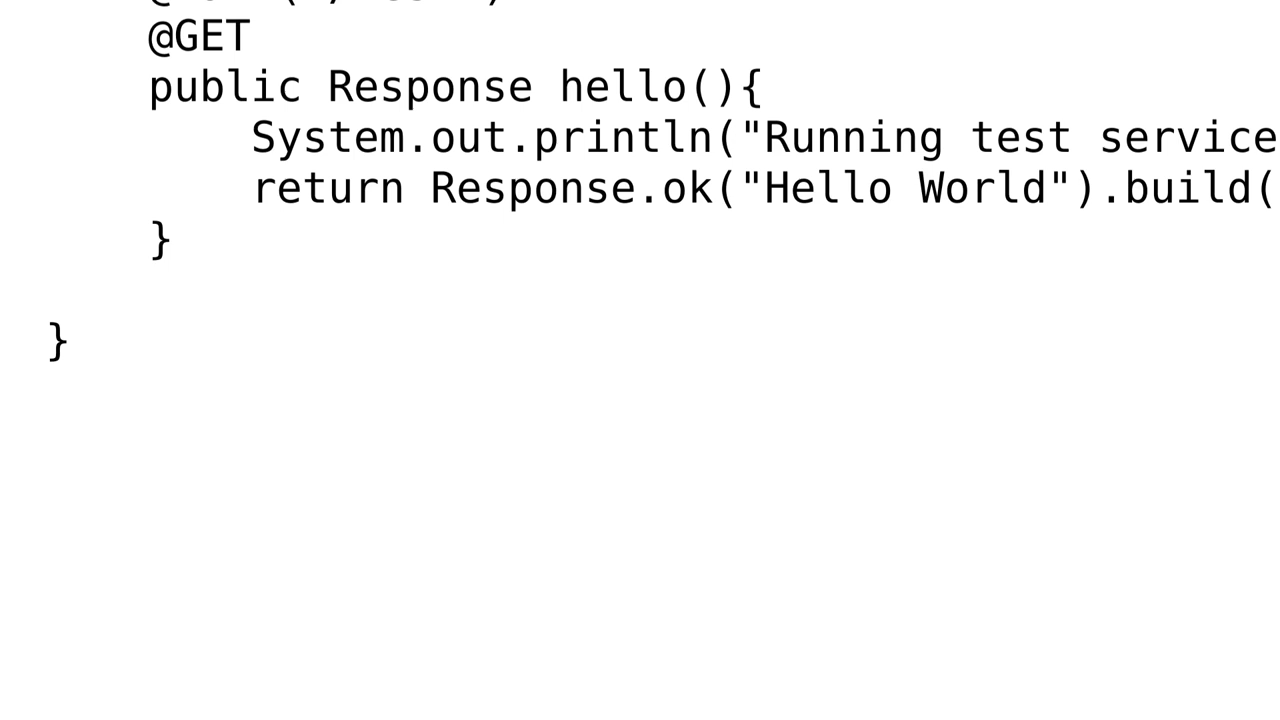 @GET
public Response hello(){
System.out.println("Running test service
return Response.ok("Hello World").build(
}
}